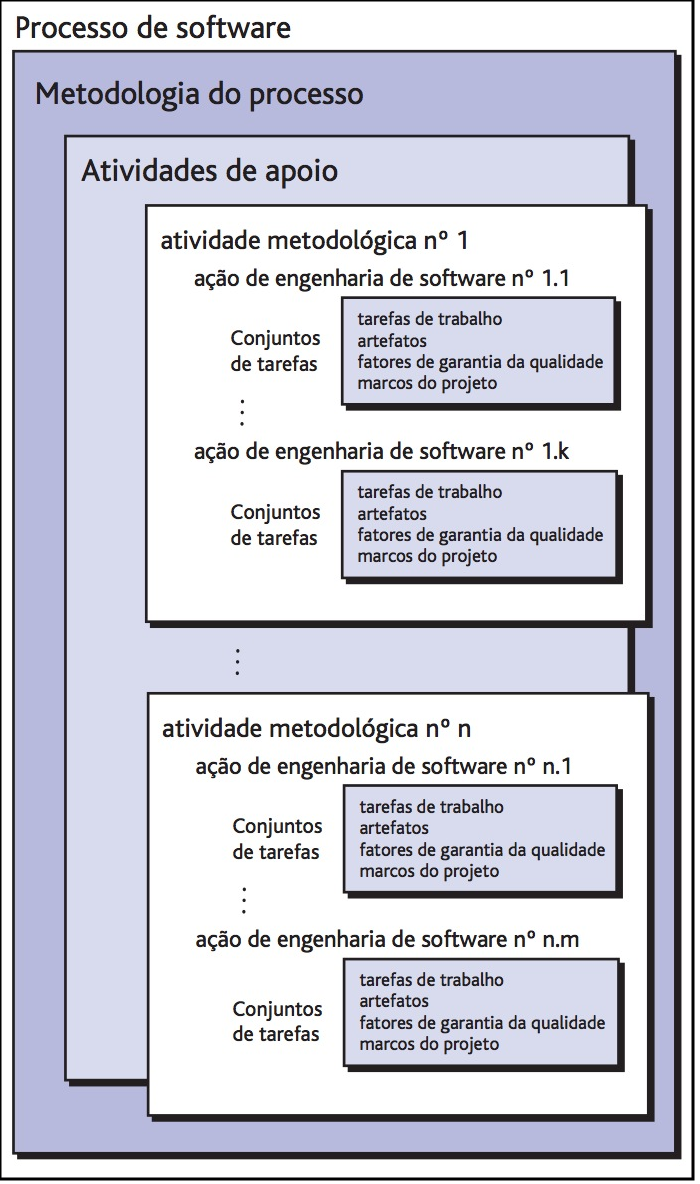 Processo de software
Metodologia do processo
Atividades de apoio
atividade metodológica nº 1
ação de engenharia de software nº 1.1
Conjuntos
de tarefas
tarefas de trabalho
artefatos
fatores de garantia da qualidade
marcos do projeto
ação de engenharia de software nº 1.k
Conjuntos
de tarefas
tarefas de trabalho
artefatos
fatores de garantia da qualidade
marcos do projeto
atividade metodológica nº n
ação de engenharia de software nº n.1
Conjuntos
de tarefas
tarefas de trabalho
artefatos
fatores de garantia da qualidade
marcos do projeto
ação de engenharia de software nº n.m
Conjuntos
de tarefas
tarefas de trabalho
artefatos
fatores de garantia da qualidade
marcos do projeto